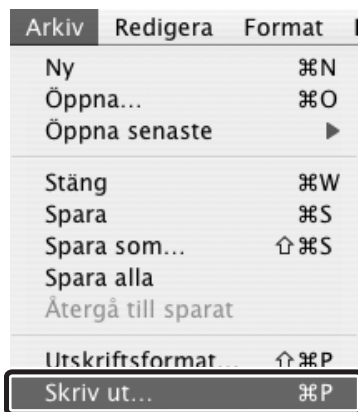 Arkiv Redigera Format
Ny ⌘N
Öppna... ⌘O
Öppna senaste ▶
Stäng ⌘W
Spara ⌘S
Spara som... ⇧⌘S
Spara alla
Återgå till sparat
Utskriftsformat... ⇧⌘P
Skriv ut... ⌘P